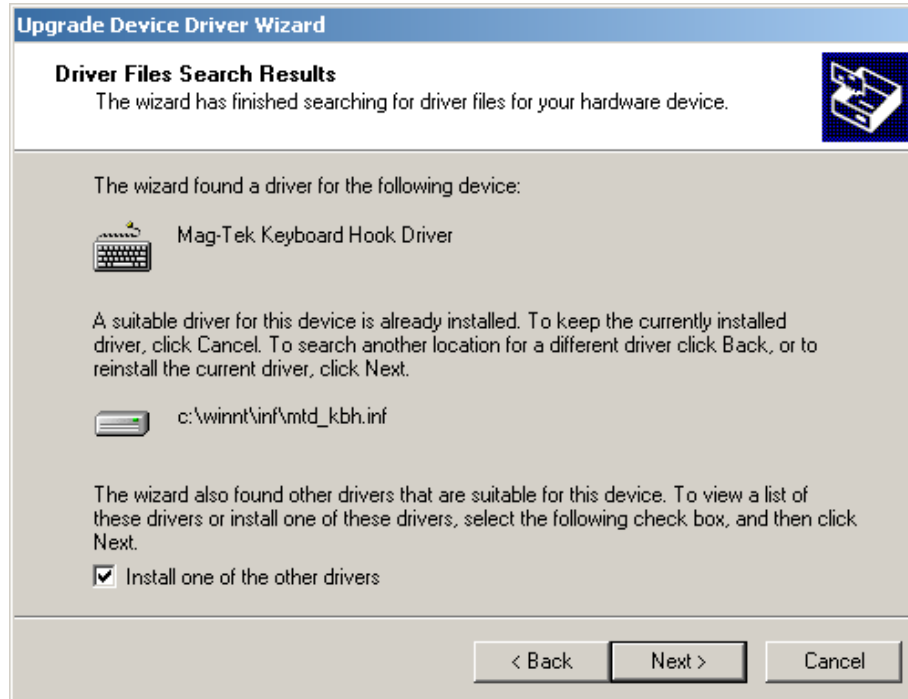 Upgrade Device Driver Wizard
Driver Files Search Results
The wizard has finished searching for driver files for your hardware device.
The wizard found a driver for the following device:
Mag-Tek Keyboard Hook Driver
A suitable driver for this device is already installed. To keep the currently installed
driver, click Cancel. To search another location for a different driver click Back, or to
reinstall the current driver, click Next.
c:\winnt\inf\mtd_kbh.inf
The wizard also found other drivers that are suitable for this device. To view a list of
these drivers or install one of these drivers, select the following check box, and then click
Next.
Install one of the other drivers
< Back Next > Cancel